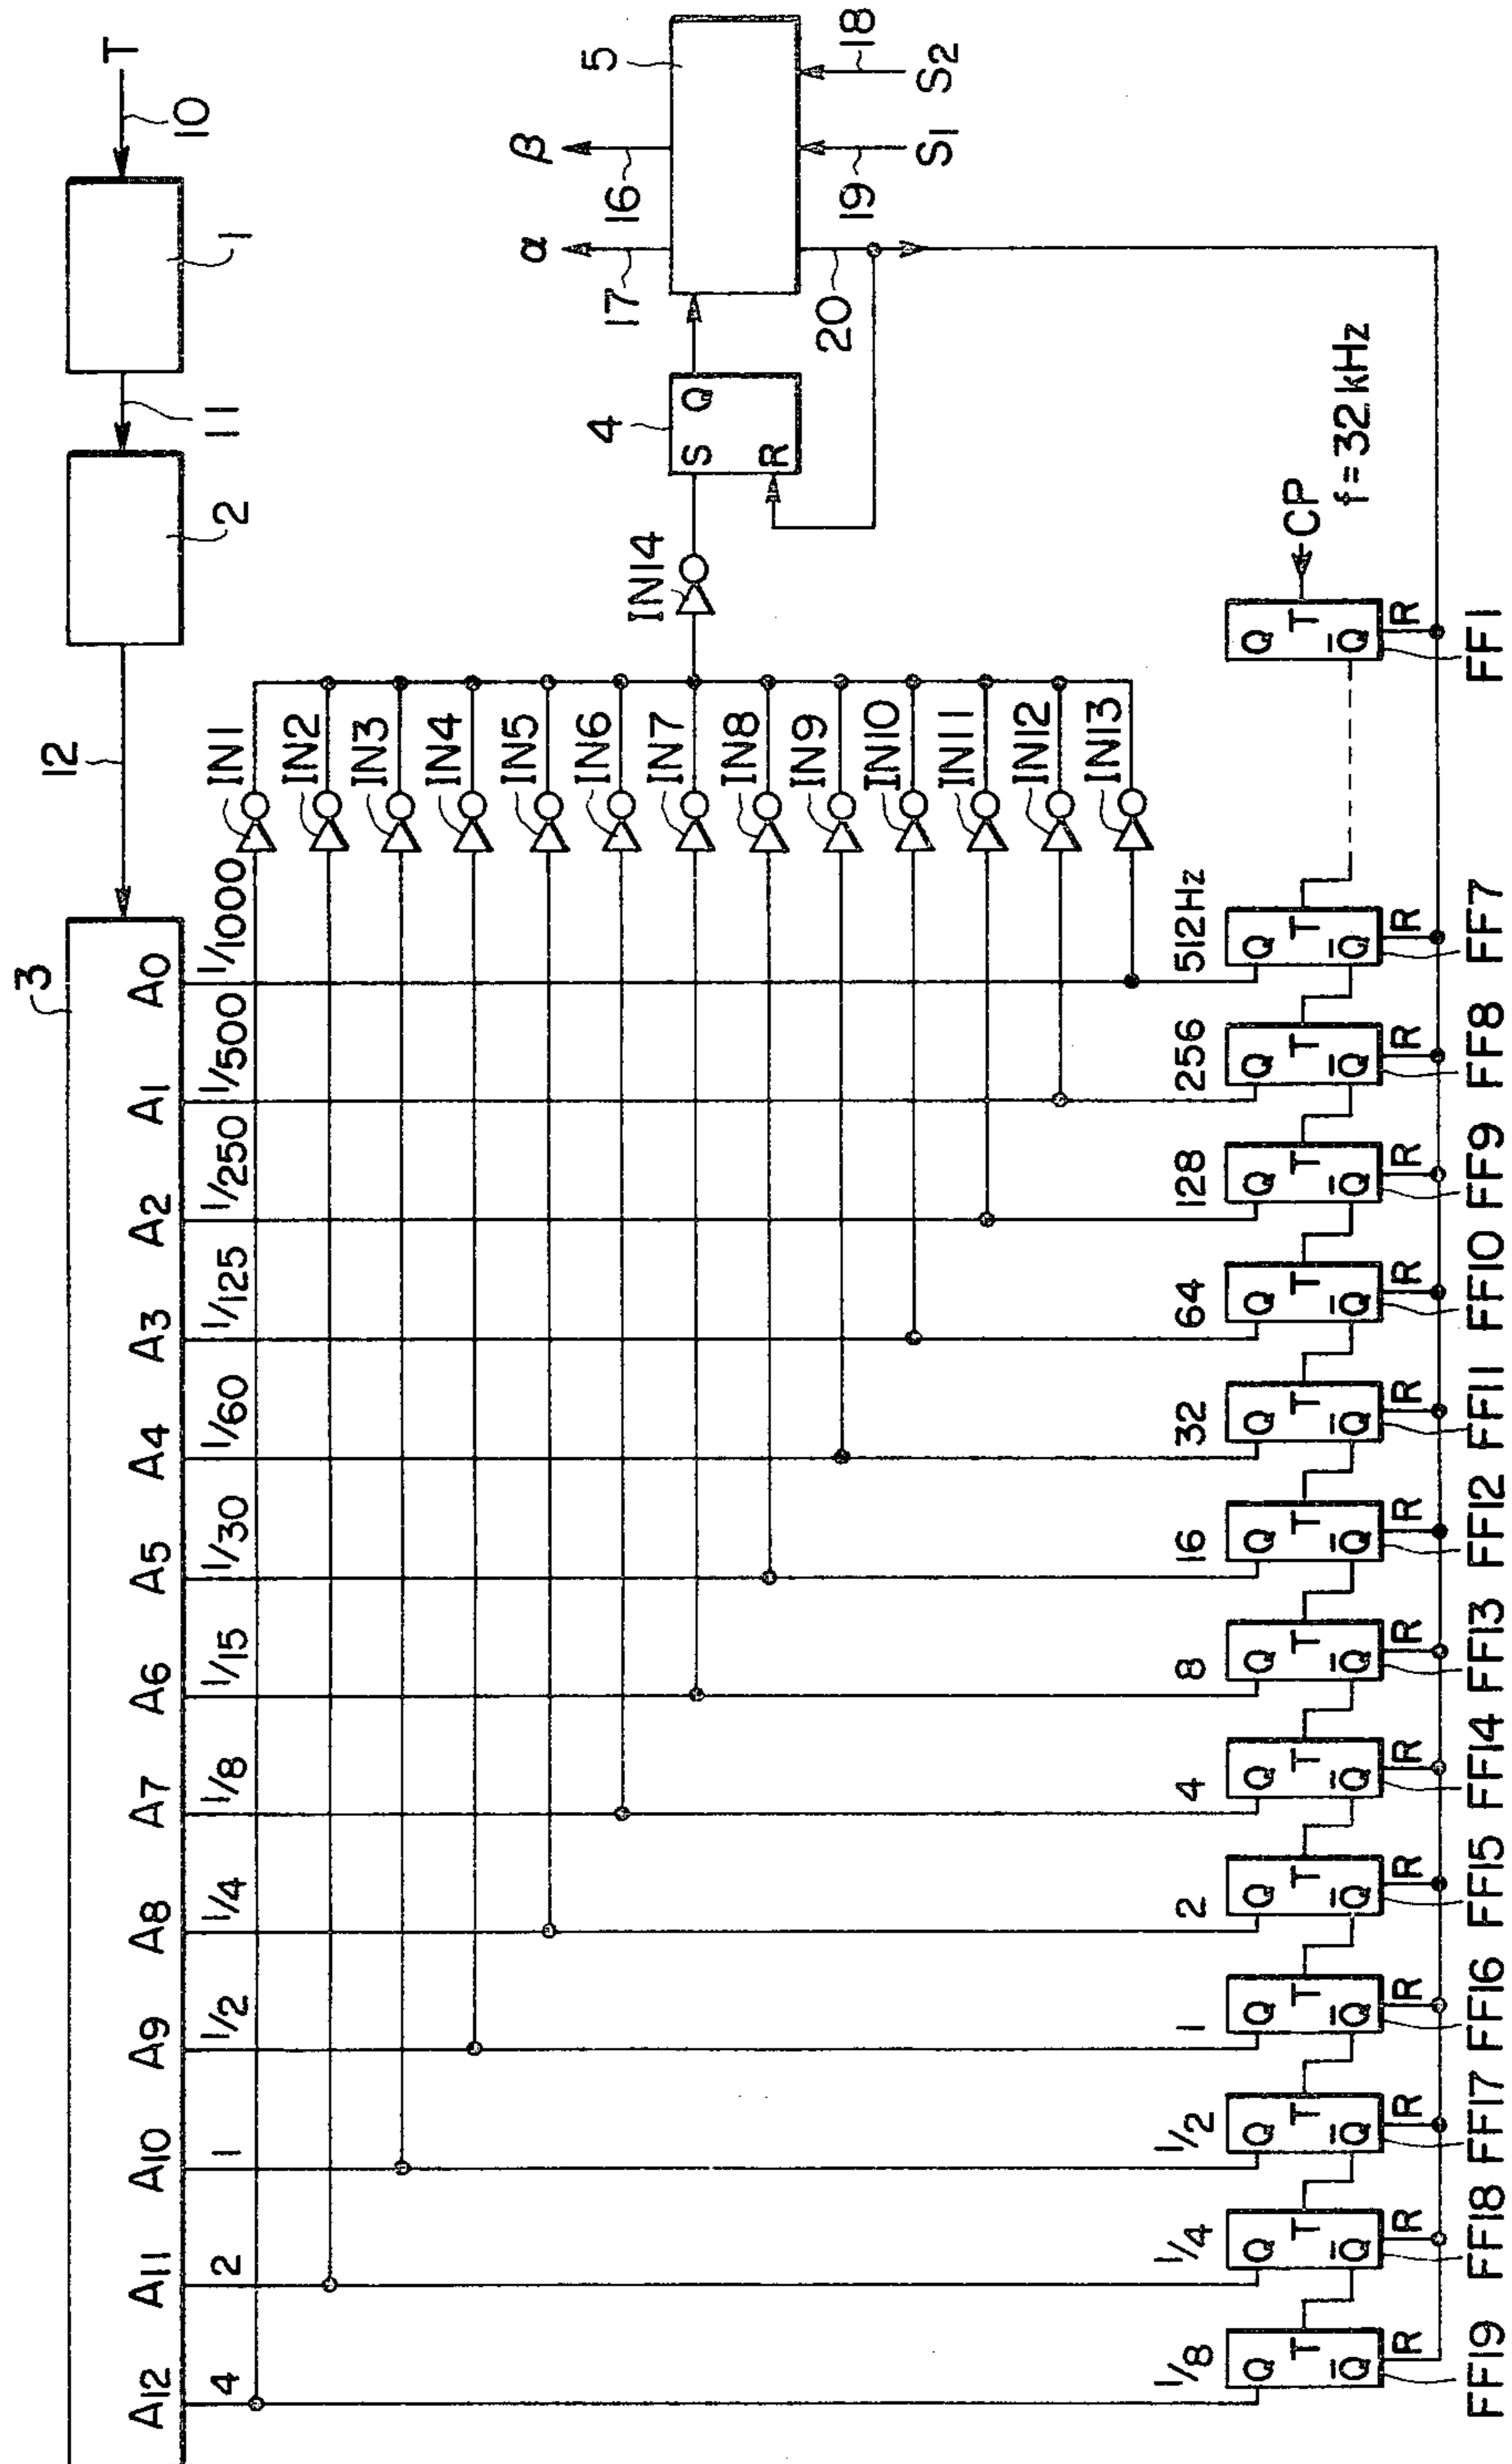 T
10
1
11
2
12
3
A12 A11 A10 A9 A8 A7 A6 A5 A4 A3 A2 A1 A0
4 2 1 1/2 1/4 1/8 1/15 1/30 1/60 1/125 1/250 1/500 1/1000
IN1
IN2
IN3
IN4
IN5
IN6
IN7
IN8
IN9
IN10
IN11
IN12
IN13
IN14
4
S Q
R
α β
17 16
5
20 19 18
S1 S2
1/8 1/4 1/2 1 2 4 8 16 32 64 128 256 512Hz
Q Q Q Q Q Q Q Q Q Q Q Q Q Q
T T T T T T T T T T T T T T
CP
f = 32 kHz
Q̅ Q̅ Q̅ Q̅ Q̅ Q̅ Q̅ Q̅ Q̅ Q̅ Q̅ Q̅ Q̅ Q̅
R R R R R R R R R R R R R R
FF19 FF18 FF17 FF16 FF15 FF14 FF13 FF12 FF11 FF10 FF9 FF8 FF7 FF1